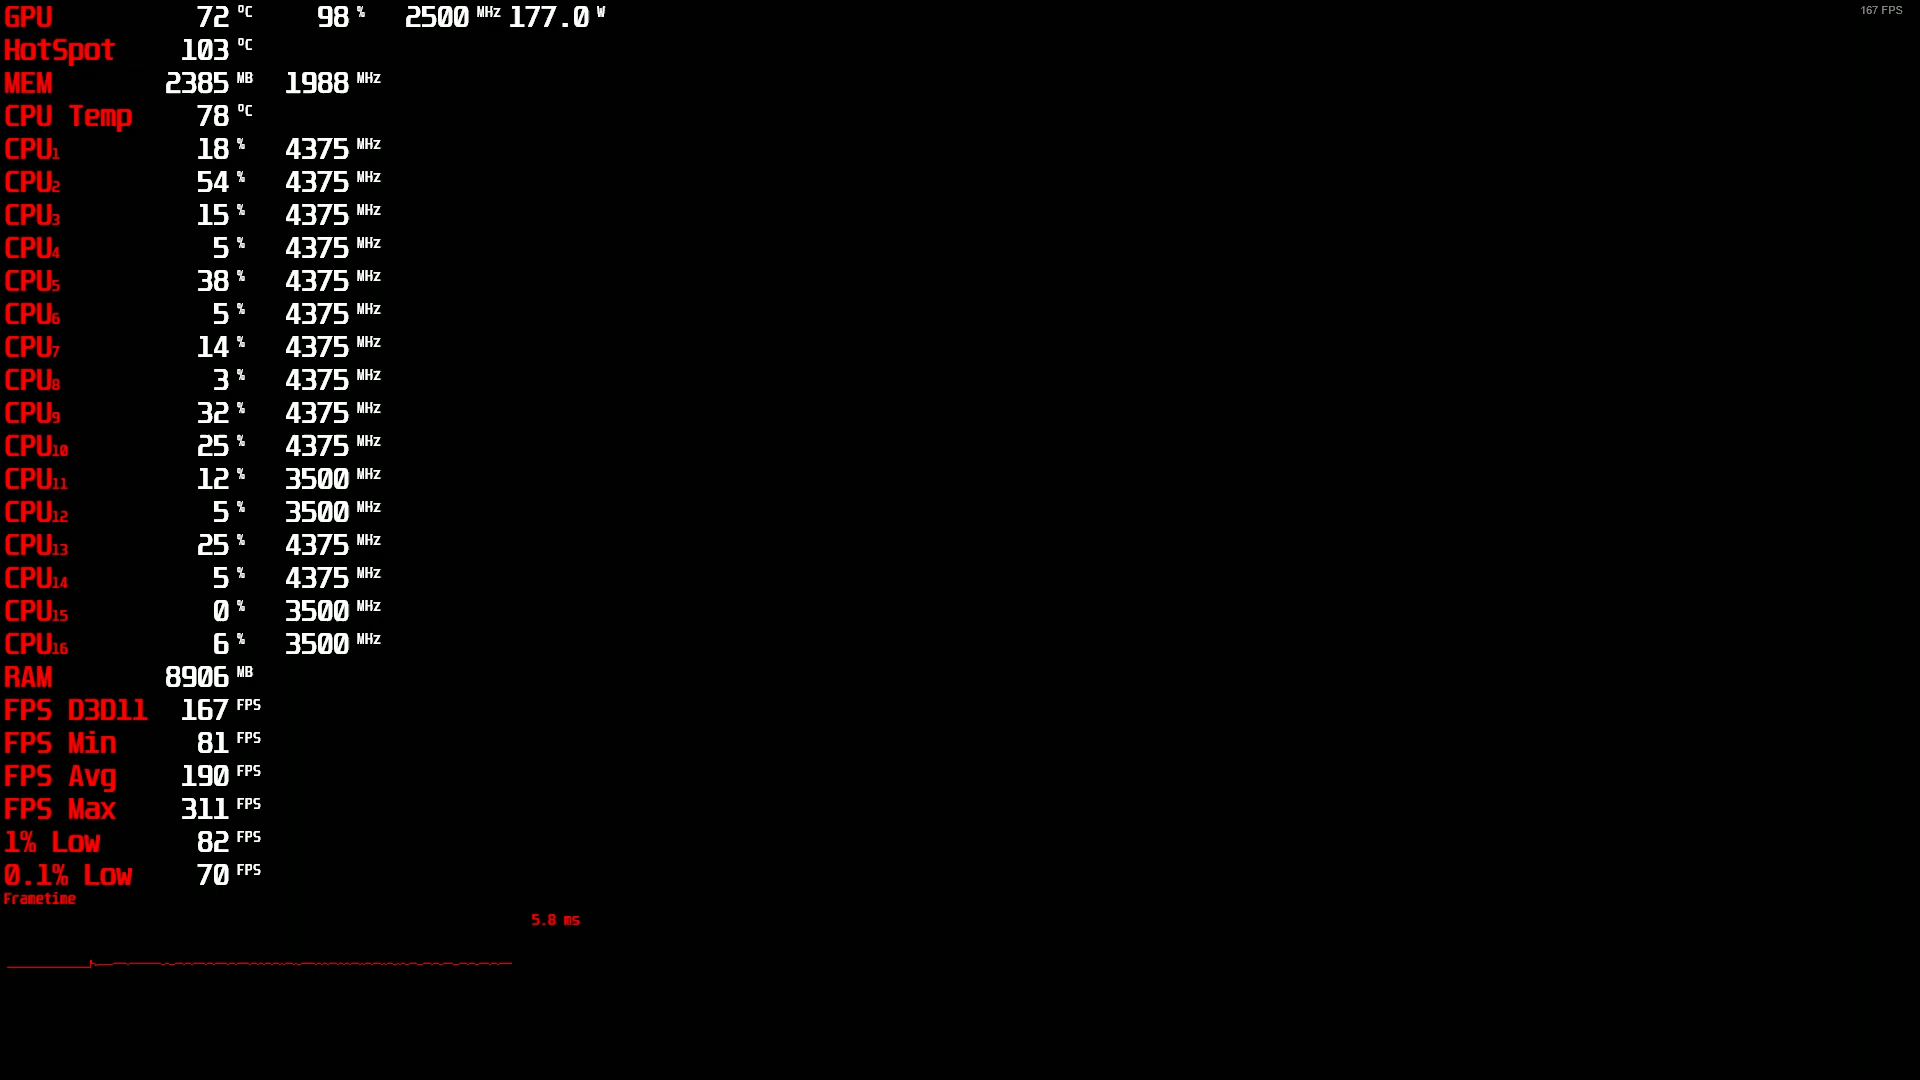 GPU 72 °C 98 % 2500 MHz 177.0 W 167 FPS
HotSpot 103 °C
MEM 2385 MB 1988 MHz
CPU Temp 78 °C
CPU1 18 % 4375 MHz
CPU2 54 % 4375 MHz
CPU3 15 % 4375 MHz
CPU4 5 % 4375 MHz
CPU5 38 % 4375 MHz
CPU6 5 % 4375 MHz
CPU7 14 % 4375 MHz
CPU8 3 % 4375 MHz
CPU9 32 % 4375 MHz
CPU10 25 % 4375 MHz
CPU11 12 % 3500 MHz
CPU12 5 % 3500 MHz
CPU13 25 % 4375 MHz
CPU14 5 % 4375 MHz
CPU15 0 % 3500 MHz
CPU16 6 % 3500 MHz
RAM 8906 MB
FPS D3D11 167 FPS
FPS Min 81 FPS
FPS Avg 190 FPS
FPS Max 311 FPS
1% Low 82 FPS
0.1% Low 70 FPS
Frametime
5.8 ms